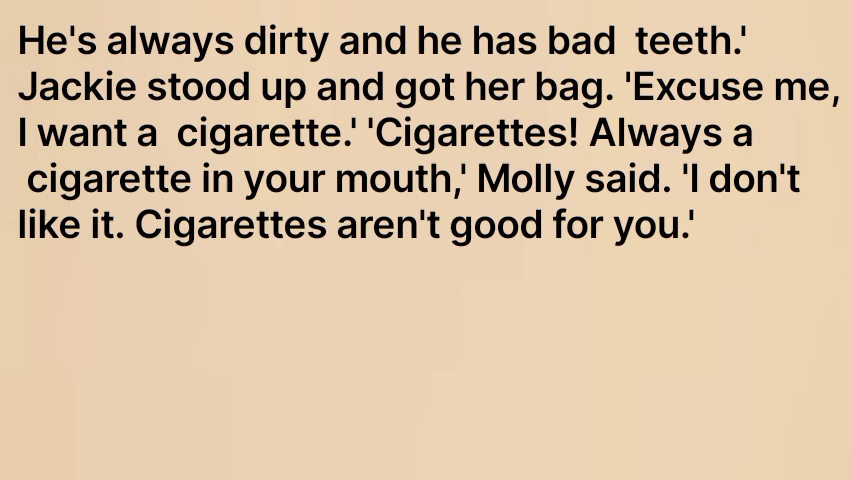 He's always dirty and he has bad  teeth.'
Jackie stood up and got her bag. 'Excuse me,
I want a  cigarette.' 'Cigarettes! Always a
 cigarette in your mouth,' Molly said. 'I don't
like it. Cigarettes aren't good for you.'